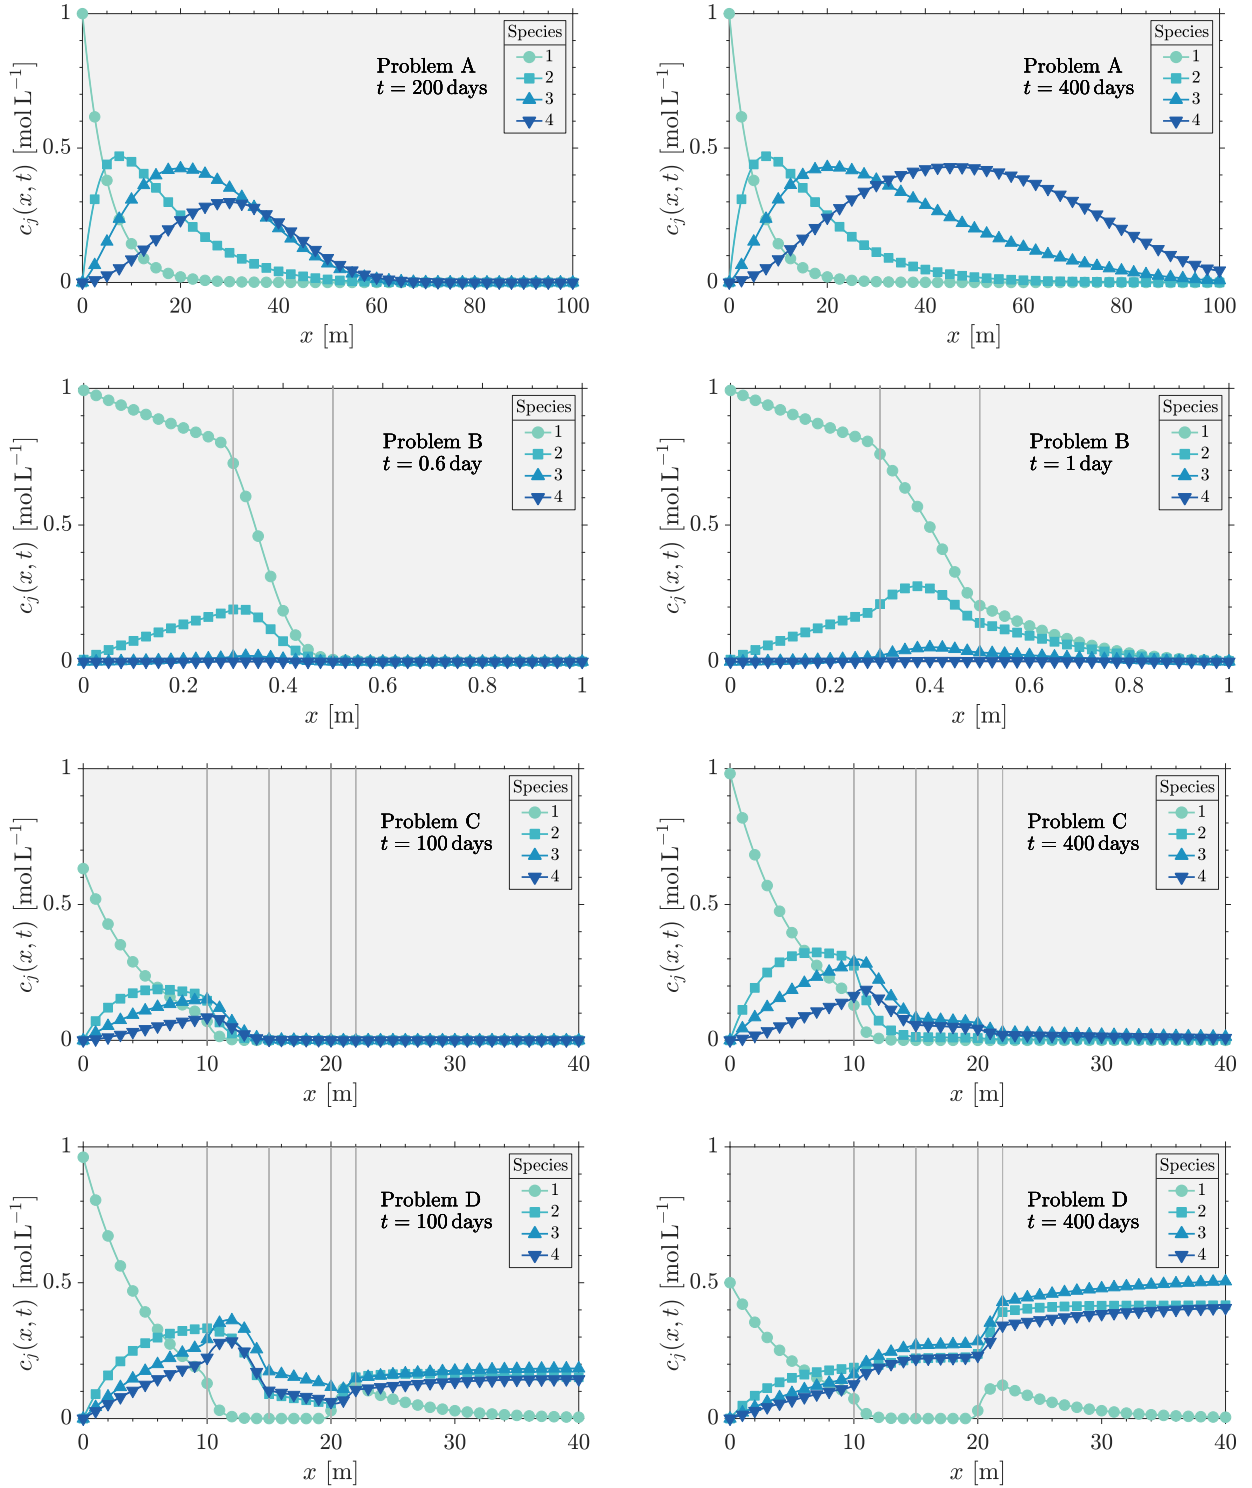 1
0.5
0
0 20 40 60 80 100
x [m]
c_j(x, t) [mol L^{-1}]
Problem A
t = 200 days
Species
1
2
3
4
1
0.5
0
0 20 40 60 80 100
x [m]
c_j(x, t) [mol L^{-1}]
Problem A
t = 400 days
Species
1
2
3
4
1
0.5
0
0 0.2 0.4 0.6 0.8 1
x [m]
c_j(x, t) [mol L^{-1}]
Problem B
t = 0.6 day
Species
1
2
3
4
1
0.5
0
0 0.2 0.4 0.6 0.8 1
x [m]
c_j(x, t) [mol L^{-1}]
Problem B
t = 1 day
Species
1
2
3
4
1
0.5
0
0 10 20 30 40
x [m]
c_j(x, t) [mol L^{-1}]
Problem C
t = 100 days
Species
1
2
3
4
1
0.5
0
0 10 20 30 40
x [m]
c_j(x, t) [mol L^{-1}]
Problem C
t = 400 days
Species
1
2
3
4
1
0.5
0
0 10 20 30 40
x [m]
c_j(x, t) [mol L^{-1}]
Problem D
t = 100 days
Species
1
2
3
4
1
0.5
0
0 10 20 30 40
x [m]
c_j(x, t) [mol L^{-1}]
Problem D
t = 400 days
Species
1
2
3
4